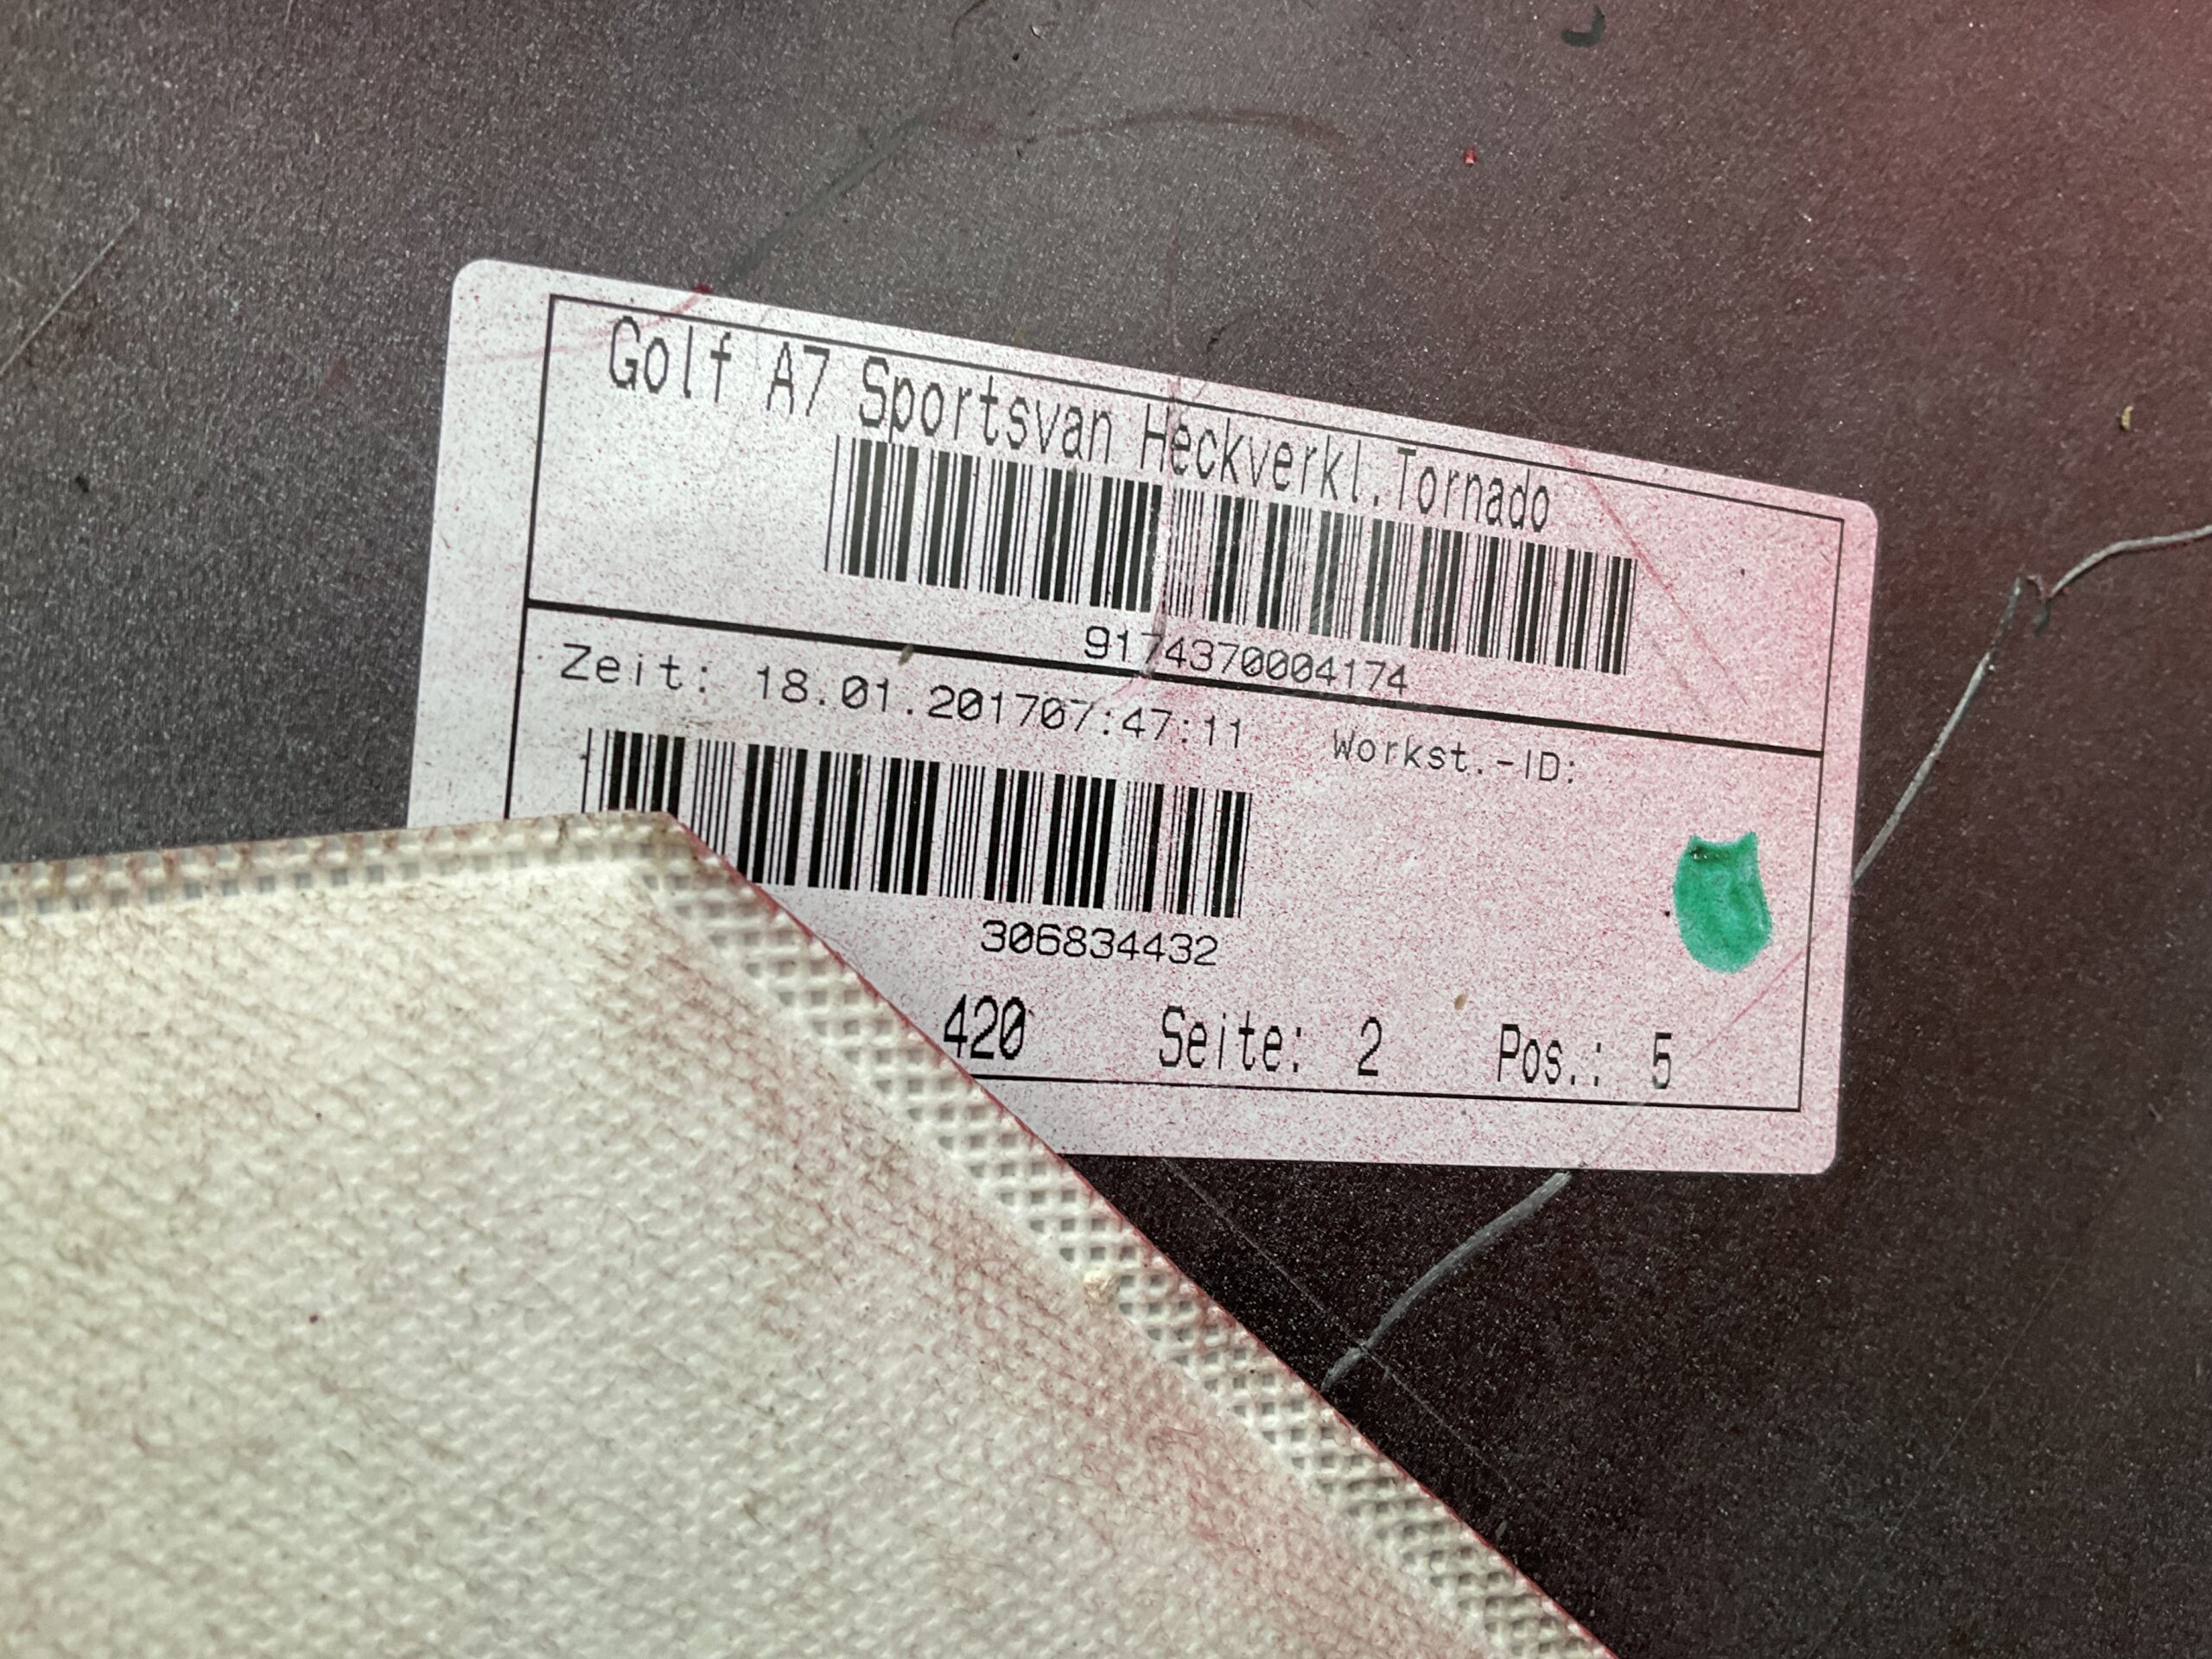 Golf A7 Sportsvan Heckverkl.Tornado
9174370004174
Zeit: 18.01.201707:47:11 Workst.-ID:
306834432
420 Seite: 2 Pos.: 5